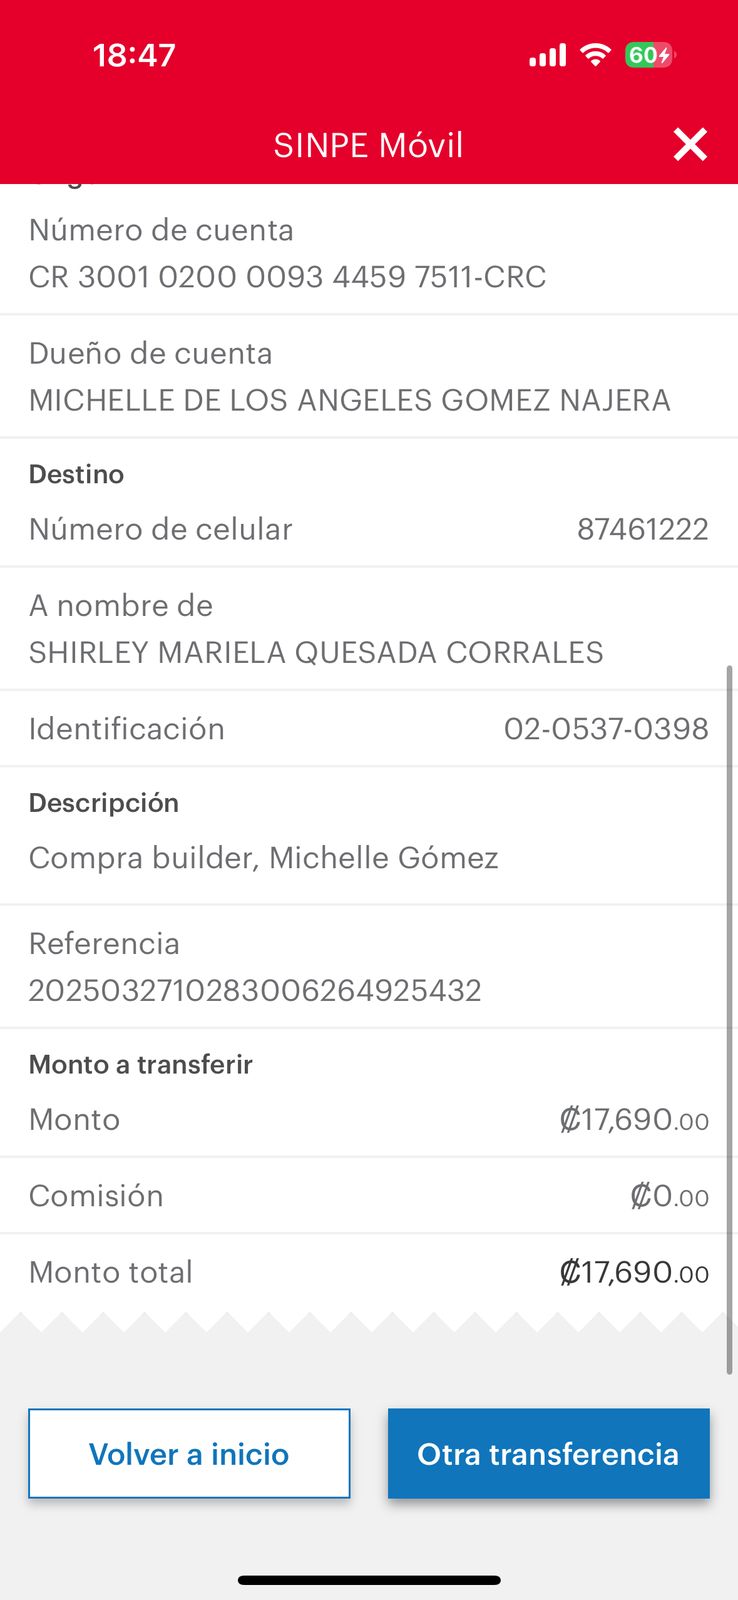 18:47
60
SINPE Móvil
Número de cuenta
CR 3001 0200 0093 4459 7511-CRC
Dueño de cuenta
MICHELLE DE LOS ANGELES GOMEZ NAJERA
Destino
Número de celular 87461222
A nombre de
SHIRLEY MARIELA QUESADA CORRALES
Identificación 02-0537-0398
Descripción
Compra builder, Michelle Gómez
Referencia
2025032710283006264925432
Monto a transferir
Monto ₡17,690.00
Comisión ₡0.00
Monto total ₡17,690.00
Volver a inicio Otra transferencia